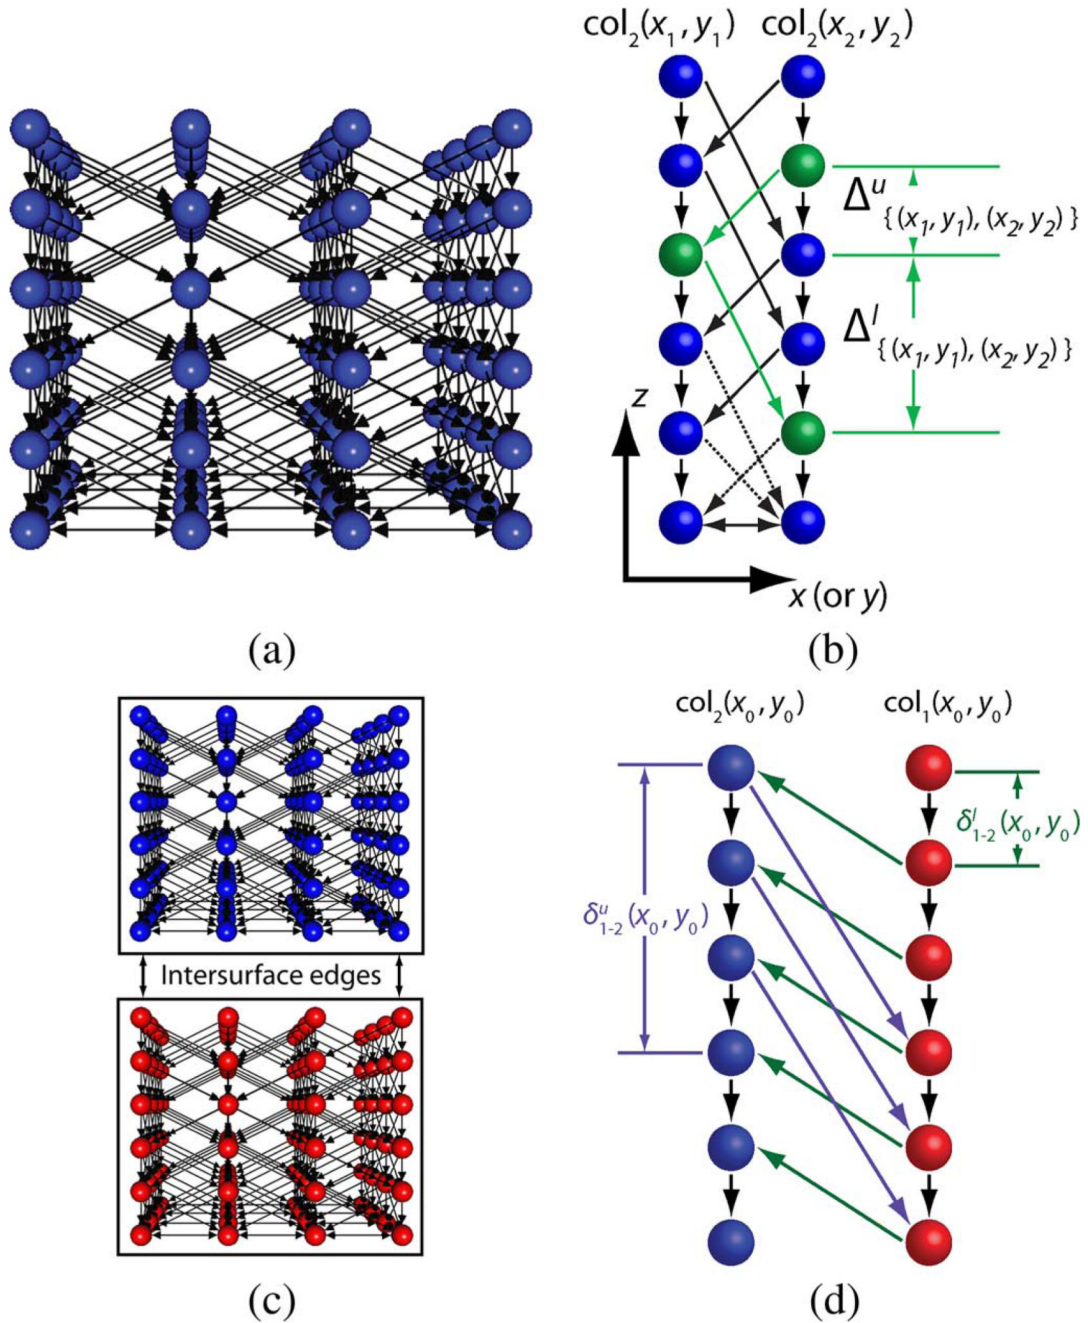 col₂(x₁, y₁) col₂(x₂, y₂)
Δᵘ{(x₁, y₁), (x₂, y₂)}
Δˡ{(x₁, y₁), (x₂, y₂)}
z
x (or y)
(a) (b)
col₂(x₀, y₀) col₁(x₀, y₀)
δˡ₁₋₂(x₀, y₀)
δᵘ₁₋₂(x₀, y₀)
Intersurface edges
(c) (d)